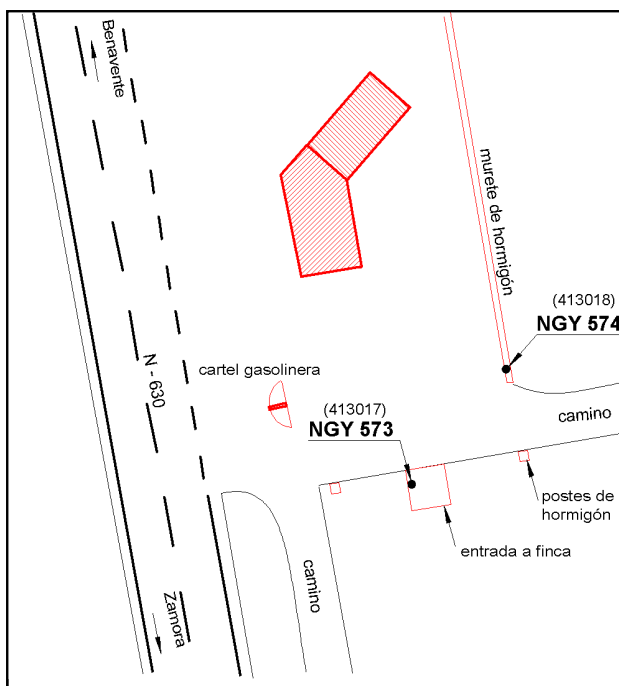 Benavente
murete de hormigón
(413018)
NGY 574
N - 630
cartel gasolinera
(413017)
NGY 573
camino
postes de
hormigón
entrada a finca
camino
Zamora